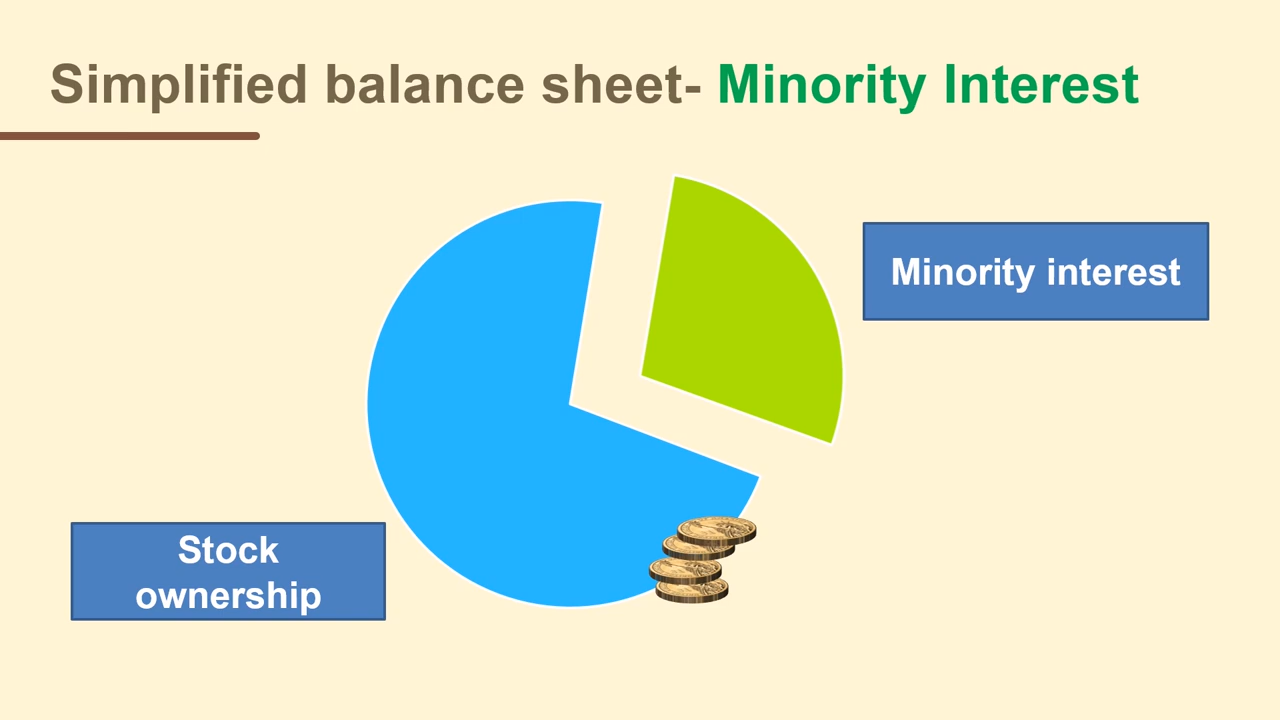 Simplified balance sheet- Minority Interest
Minority interest
Stock
ownership